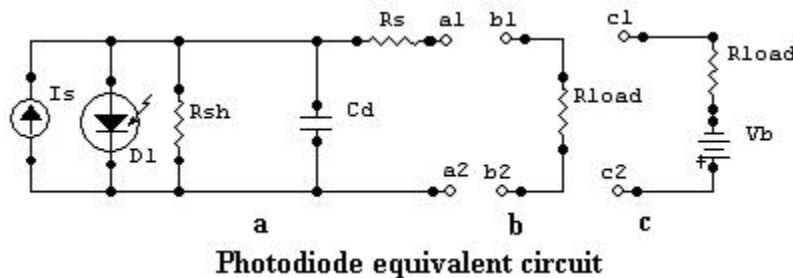 Rs a1 b1 c1
Rload
Is
Rsh Cd Rload
Vb
D1
+
a2 b2 c2
a b c
Photodiode equivalent circuit